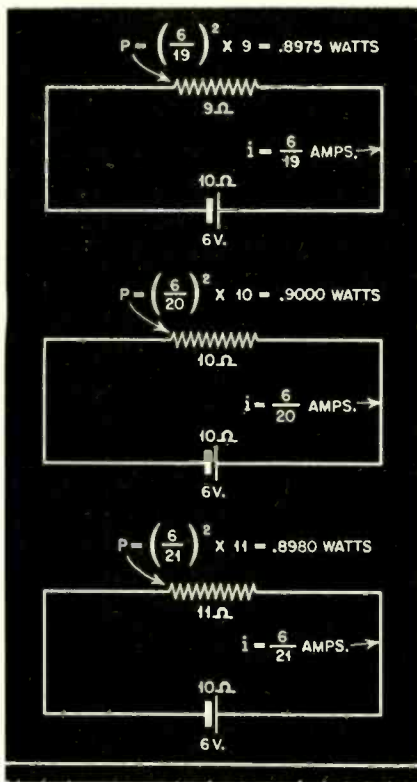 P = (6/19)² X 9 = .8975 WATTS
9Ω
i = 6/19 AMPS.
10Ω
6V.
P = (6/20)² X 10 = .9000 WATTS
10Ω
i = 6/20 AMPS.
10Ω
6V.
P = (6/21)² X 11 = .8980 WATTS
11Ω
i = 6/21 AMPS.
10Ω
6V.